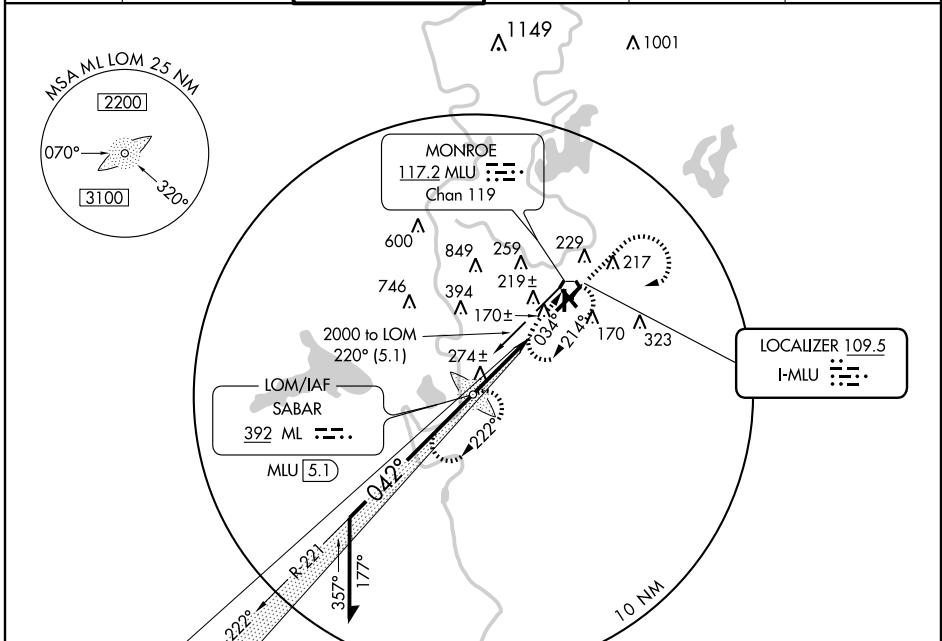 1149
1001
MSA ML LOM 25 NM
2200
070°
320°
3100
MONROE
117.2 MLU
Chan 119
600
849
259
229
217
746
394
219±
170±
034°
214°
170
323
2000 to LOM
220° (5.1)
274±
LOCALIZER 109.5
I-MLU
LOM/IAF
SABAR
392 ML
MLU 5.1
222°
042°
R-221
357°
177°
222°
10 NM